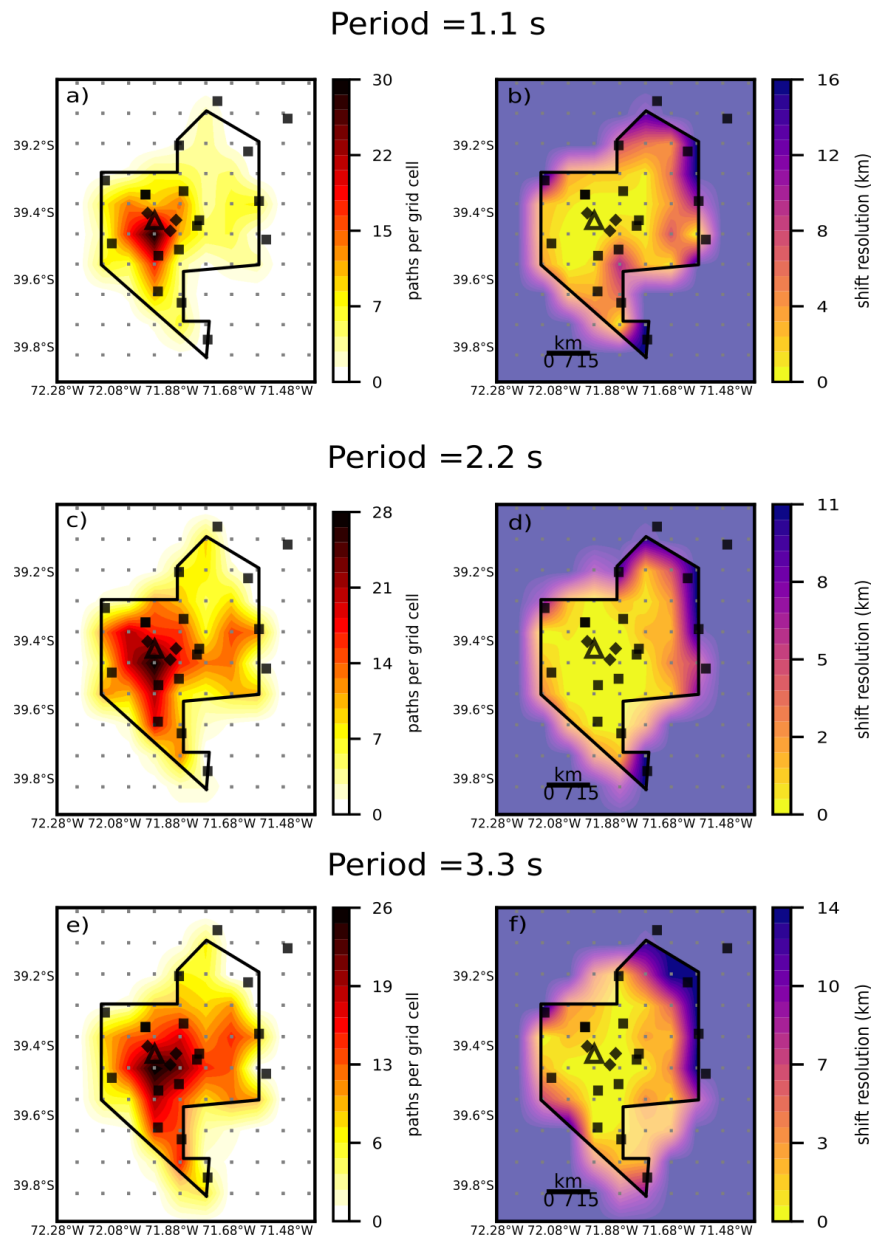 Period =1.1 s
a)
39.2°S
39.4°S
39.6°S
39.8°S
72.28°W 72.08°W 71.88°W 71.68°W 71.48°W
30
22
15
7
0
paths per grid cell
b)
km
0 715
72.28°W 72.08°W 71.88°W 71.68°W 71.48°W
16
12
8
4
0
shift resolution (km)
Period =2.2 s
c)
39.2°S
39.4°S
39.6°S
39.8°S
72.28°W 72.08°W 71.88°W 71.68°W 71.48°W
28
21
14
7
0
paths per grid cell
d)
km
0 715
72.28°W 72.08°W 71.88°W 71.68°W 71.48°W
11
8
5
2
0
shift resolution (km)
Period =3.3 s
e)
39.2°S
39.4°S
39.6°S
39.8°S
72.28°W 72.08°W 71.88°W 71.68°W 71.48°W
26
19
13
6
0
paths per grid cell
f)
km
0 715
72.28°W 72.08°W 71.88°W 71.68°W 71.48°W
14
10
7
3
0
shift resolution (km)